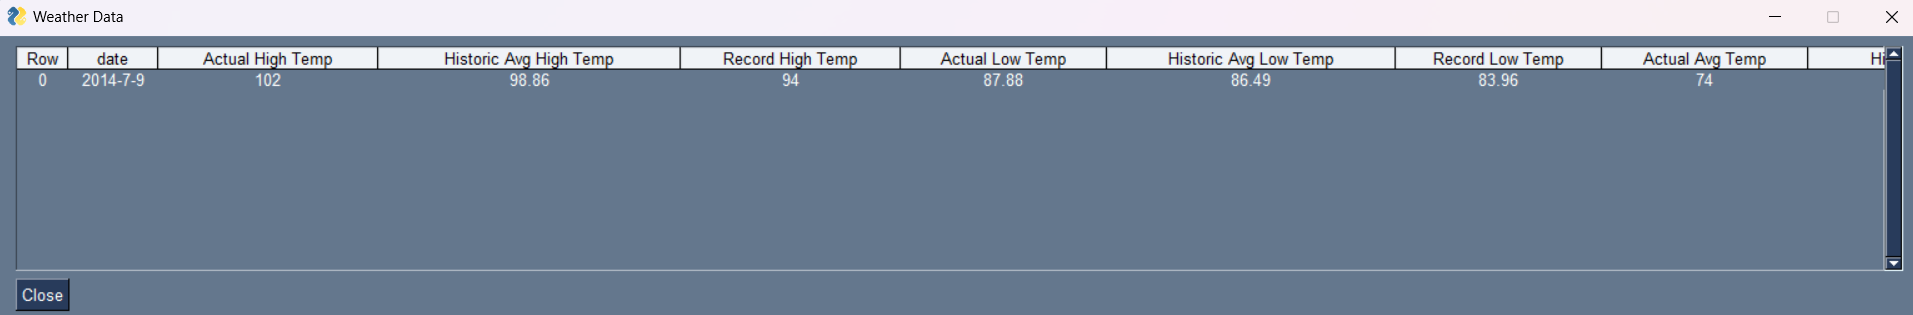 Weather Data
Row date Actual High Temp Historic Avg High Temp Record High Temp Actual Low Temp Historic Avg Low Temp Record Low Temp Actual Avg Temp Hi
0 2014-7-9 102 98.86 94 87.88 86.49 83.96 74
Close